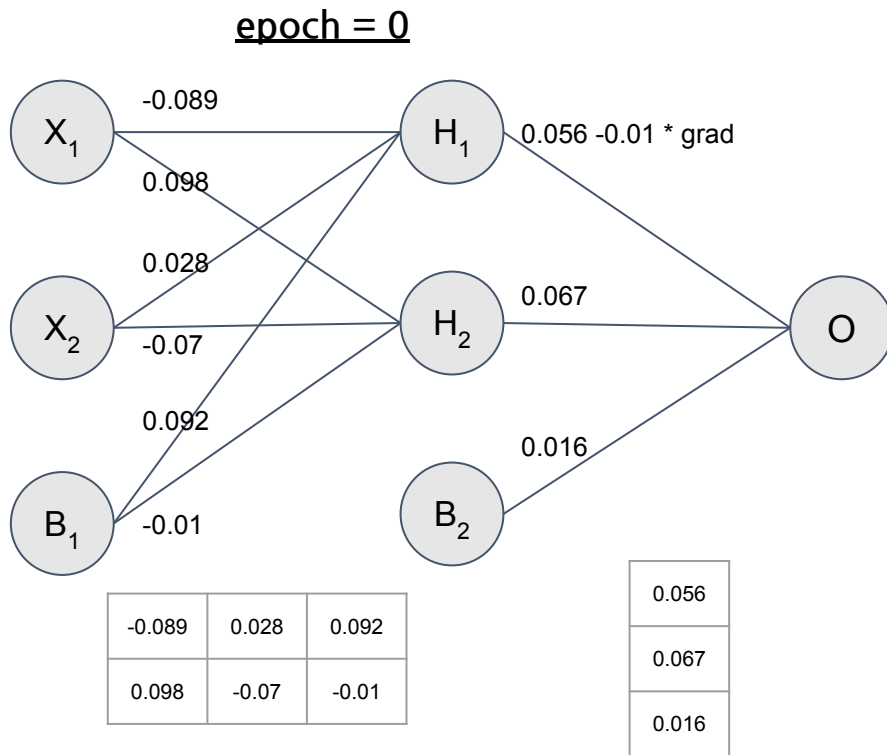 epoch = 0
X1
-0.089
0.098
H1
0.056 -0.01 * grad
X2
0.028
-0.07
H2
0.067
O
B1
0.092
-0.01
B2
0.016
-0.089 0.028 0.092
0.098 -0.07 -0.01
0.056
0.067
0.016